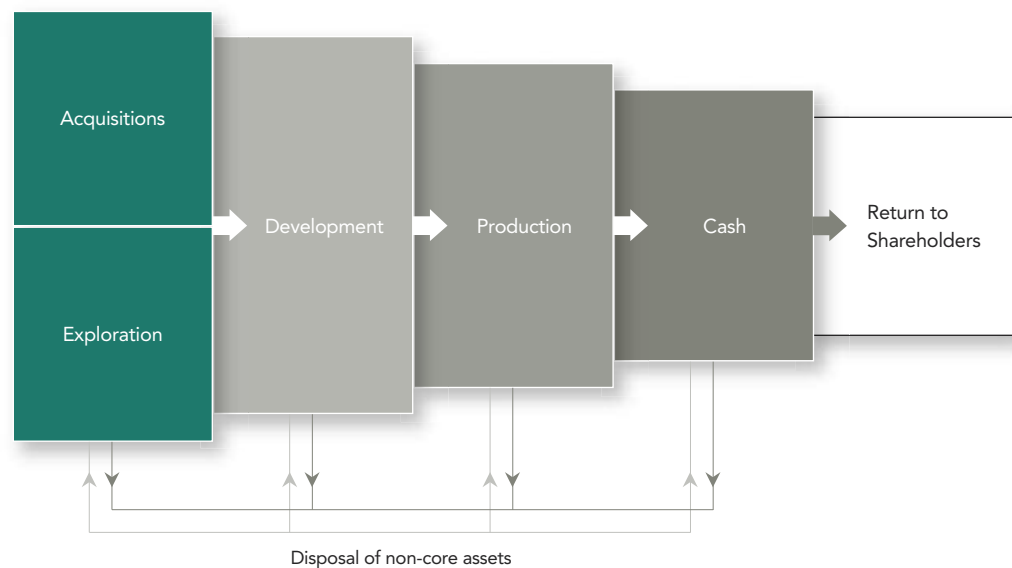 Acquisitions
Exploration
Development
Production
Cash
Return to
Shareholders
Disposal of non-core assets